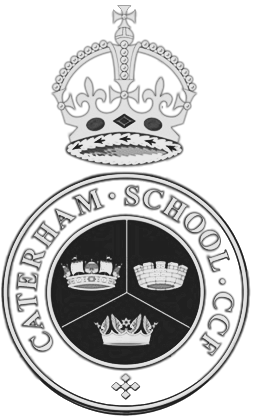 CATERHAM · SCHOOL · CCF